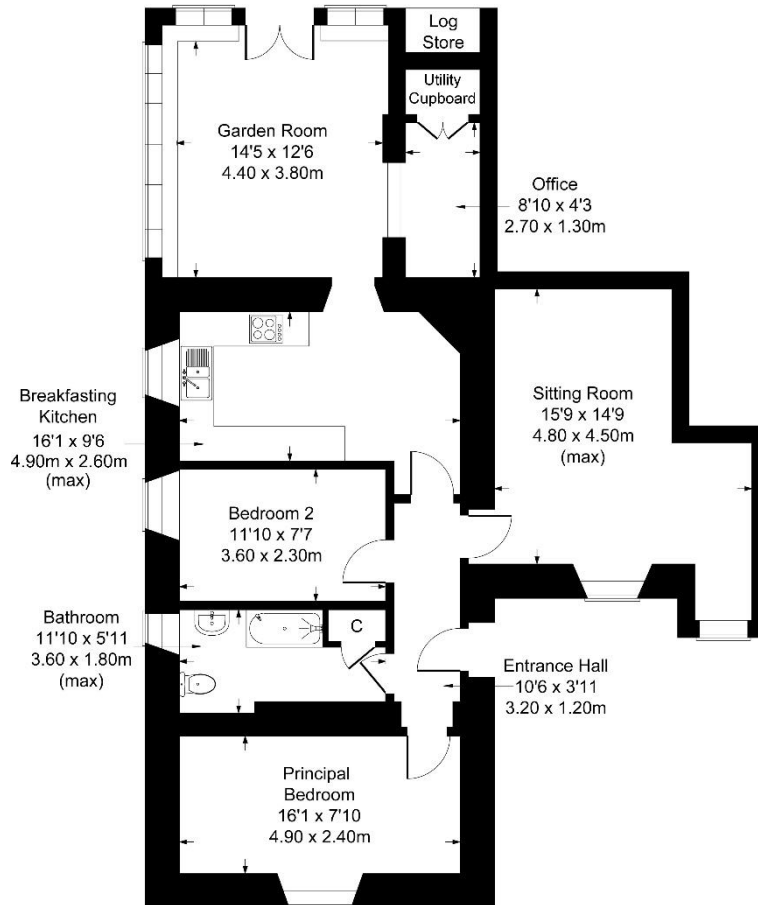 Log
Store
Utility
Cupboard
Garden Room
14'5 x 12'6
4.40 x 3.80m
Office
8'10 x 4'3
2.70 x 1.30m
Breakfasting
Kitchen
16'1 x 9'6
4.90m x 2.60m
(max)
Sitting Room
15'9 x 14'9
4.80 x 4.50m
(max)
Bedroom 2
11'10 x 7'7
3.60 x 2.30m
Bathroom
11'10 x 5'11
3.60 x 1.80m
(max)
C
Entrance Hall
10'6 x 3'11
3.20 x 1.20m
Principal
Bedroom
16'1 x 7'10
4.90 x 2.40m